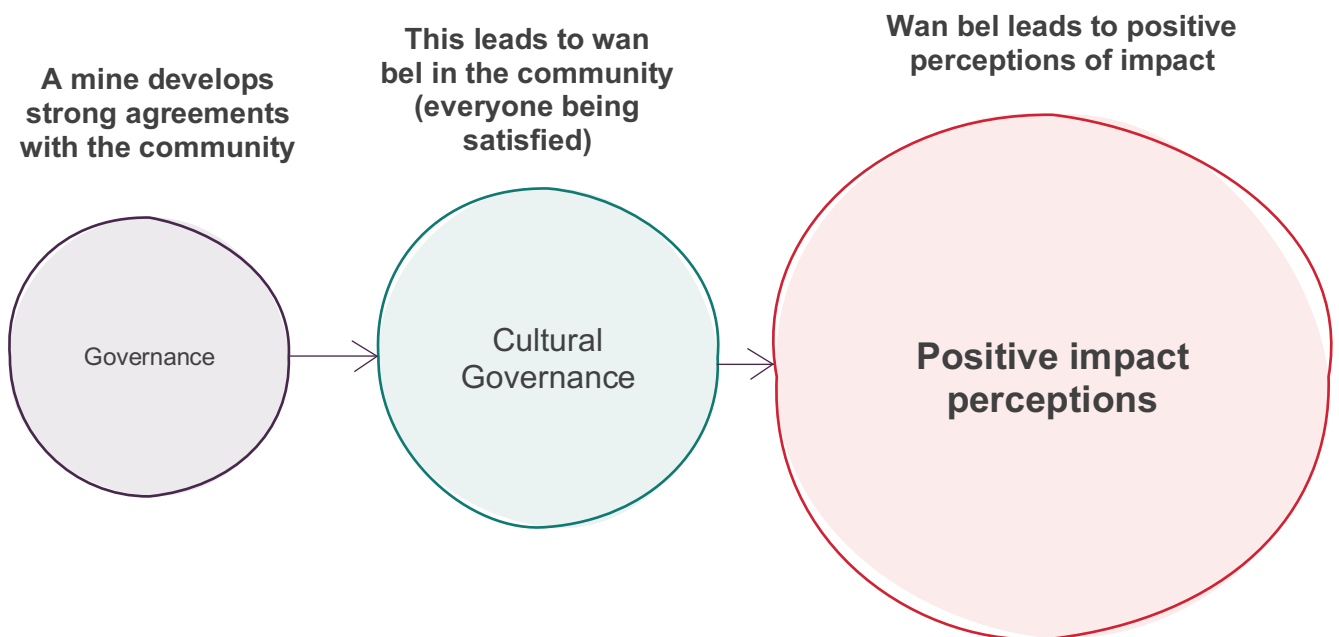 A mine develops
strong agreements
with the community
This leads to wan
bel in the community
(everyone being
satisfied)
Wan bel leads to positive
perceptions of impact
Governance
Cultural
Governance
Positive impact
perceptions